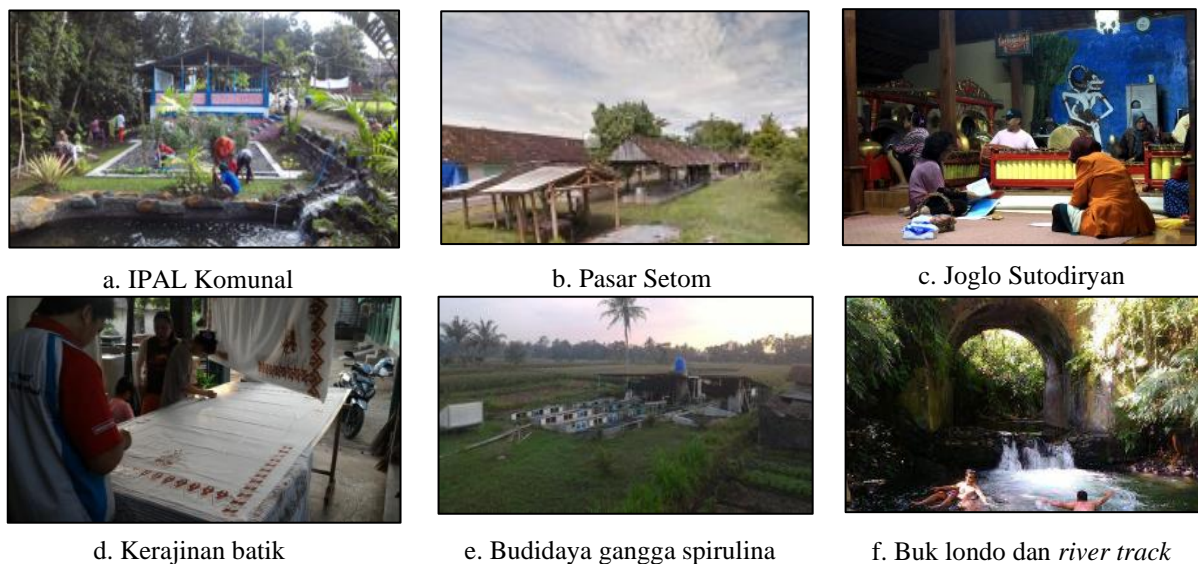 a. IPAL Komunal
b. Pasar Setom
c. Joglo Sutodiryan
d. Kerajinan batik
e. Budidaya gangga spirulina
f. Buk londo dan river track